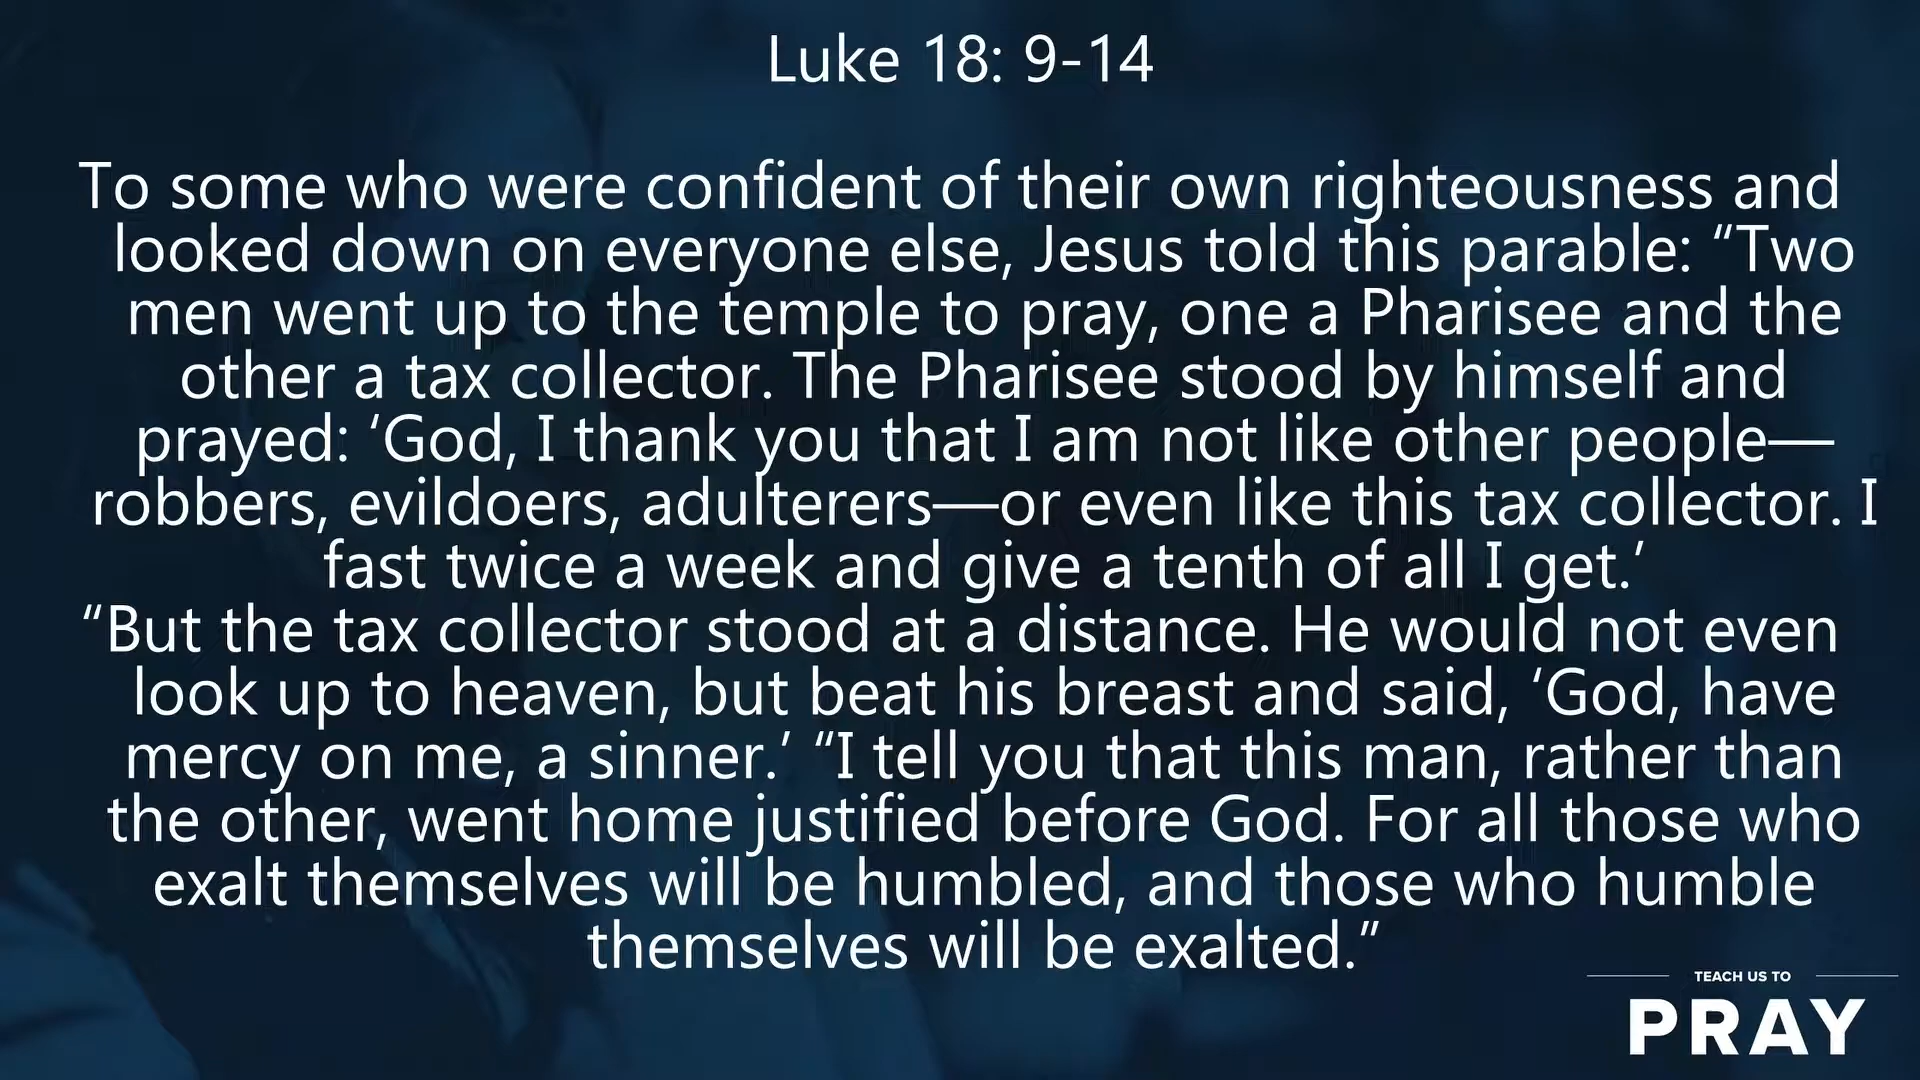 Luke 18: 9-14
To some who were confident of their own righteousness and
looked down on everyone else, Jesus told this parable: “Two
men went up to the temple to pray, one a Pharisee and the
other a tax collector. The Pharisee stood by himself and
prayed: ‘God, I thank you that I am not like other people—
robbers, evildoers, adulterers—or even like this tax collector. I
fast twice a week and give a tenth of all I get.’
“But the tax collector stood at a distance. He would not even
look up to heaven, but beat his breast and said, ‘God, have
mercy on me, a sinner.’ “I tell you that this man, rather than
the other, went home justified before God. For all those who
exalt themselves will be humbled, and those who humble
themselves will be exalted.”
TEACH US TO
PRAY